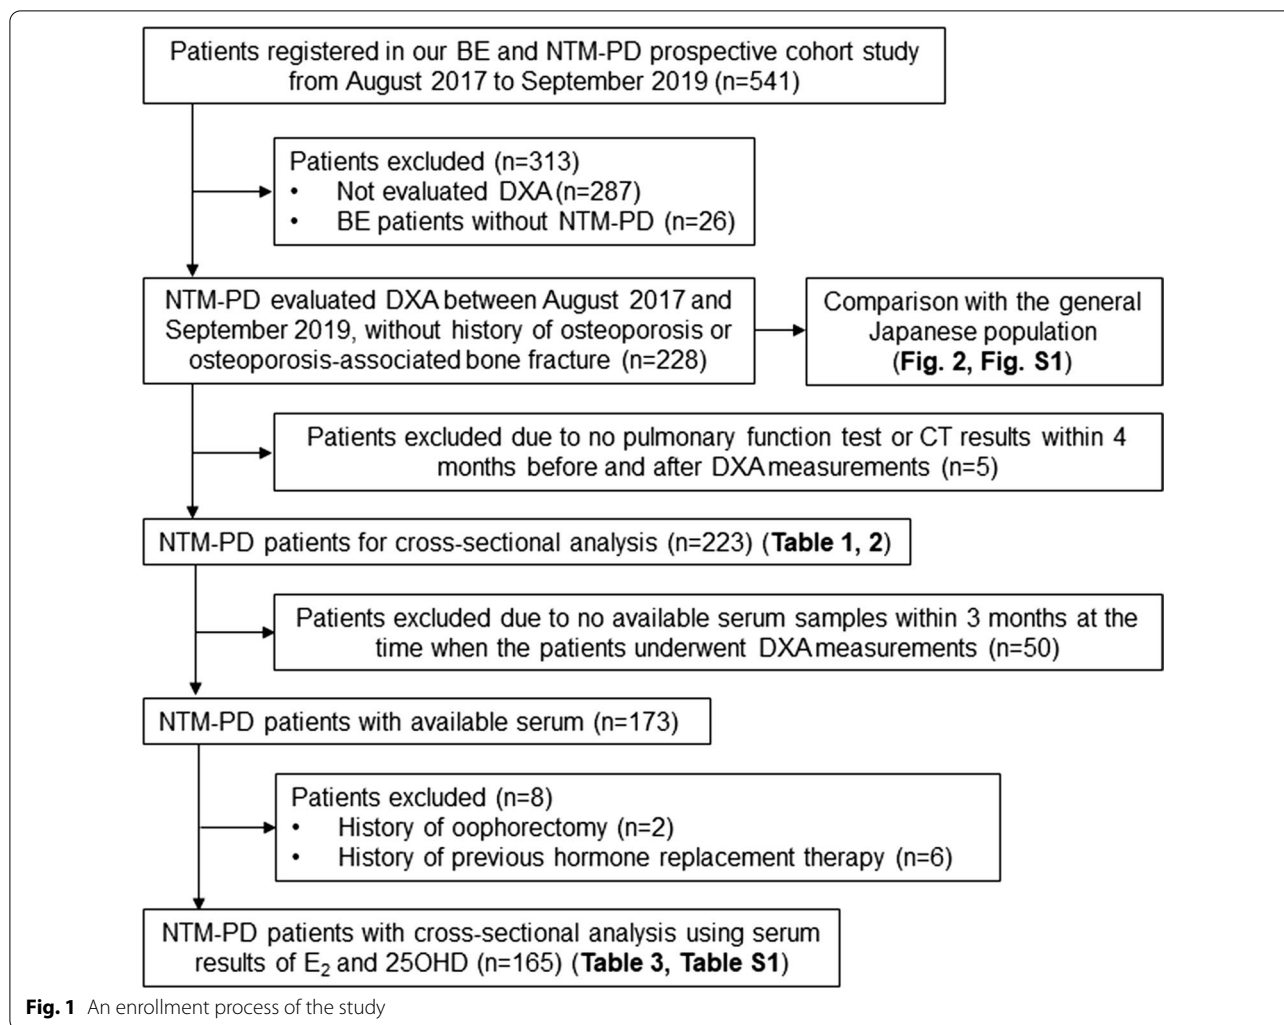 Patients registered in our BE and NTM-PD prospective cohort study
from August 2017 to September 2019 (n=541)
Patients excluded (n=313)
• Not evaluated DXA (n=287)
• BE patients without NTM-PD (n=26)
NTM-PD evaluated DXA between August 2017 and
September 2019, without history of osteoporosis or
osteoporosis-associated bone fracture (n=228)
Comparison with the general
Japanese population
(Fig. 2, Fig. S1)
Patients excluded due to no pulmonary function test or CT results within 4
months before and after DXA measurements (n=5)
NTM-PD patients for cross-sectional analysis (n=223) (Table 1, 2)
Patients excluded due to no available serum samples within 3 months at the
time when the patients underwent DXA measurements (n=50)
NTM-PD patients with available serum (n=173)
Patients excluded (n=8)
• History of oophorectomy (n=2)
• History of previous hormone replacement therapy (n=6)
NTM-PD patients with cross-sectional analysis using serum
results of E₂ and 25OHD (n=165) (Table 3, Table S1)
Fig. 1 An enrollment process of the study